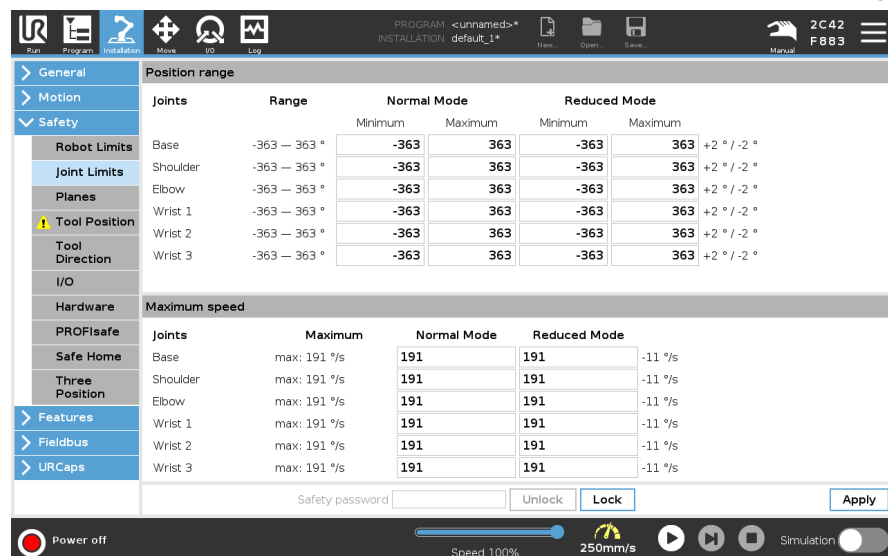 PROGRAM <unnamed>*
INSTALLATION default_1*
2C42
F883
Run Program Installation Move I/O Log New... Open... Save... Manual
General
Motion
Safety
Robot Limits
Joint Limits
Planes
Tool Position
Tool
Direction
I/O
Hardware
PROFIsafe
Safe Home
Three
Position
Features
Fieldbus
URCaps
Position range
Joints Range Normal Mode Reduced Mode
Minimum Maximum Minimum Maximum
Base -363 — 363 ° -363 363 -363 363 +2 ° / -2 °
Shoulder -363 — 363 ° -363 363 -363 363 +2 ° / -2 °
Elbow -363 — 363 ° -363 363 -363 363 +2 ° / -2 °
Wrist 1 -363 — 363 ° -363 363 -363 363 +2 ° / -2 °
Wrist 2 -363 — 363 ° -363 363 -363 363 +2 ° / -2 °
Wrist 3 -363 — 363 ° -363 363 -363 363 +2 ° / -2 °
Maximum speed
Joints Maximum Normal Mode Reduced Mode
Base max: 191 °/s 191 191 -11 °/s
Shoulder max: 191 °/s 191 191 -11 °/s
Elbow max: 191 °/s 191 191 -11 °/s
Wrist 1 max: 191 °/s 191 191 -11 °/s
Wrist 2 max: 191 °/s 191 191 -11 °/s
Wrist 3 max: 191 °/s 191 191 -11 °/s
Safety password Unlock Lock Apply
Power off
Speed 100%
250mm/s
Simulation